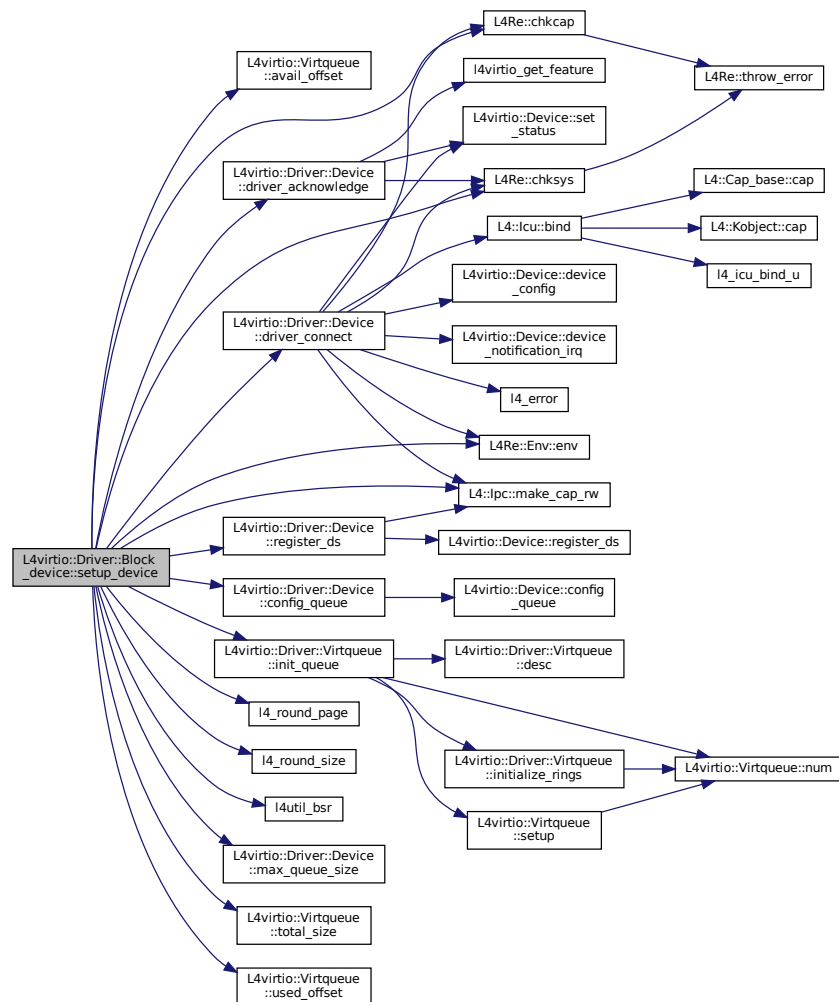 L4Re::chkcap
L4virtio::Virtqueue
::avail_offset
l4virtio_get_feature
L4Re::throw_error
L4virtio::Device::set
_status
L4virtio::Driver::Device
::driver_acknowledge
L4Re::chksys
L4::Cap_base::cap
L4::Icu::bind
L4::Kobject::cap
L4virtio::Device::device
_config
l4_icu_bind_u
L4virtio::Driver::Device
::driver_connect
L4virtio::Device::device
_notification_irq
l4_error
L4Re::Env::env
L4::Ipc::make_cap_rw
L4virtio::Driver::Device
::register_ds
L4virtio::Device::register_ds
L4virtio::Driver::Block
_device::setup_device
L4virtio::Driver::Device
::config_queue
L4virtio::Device::config
_queue
L4virtio::Driver::Virtqueue
::init_queue
L4virtio::Driver::Virtqueue
::desc
l4_round_page
l4_round_size
L4virtio::Driver::Virtqueue
::initialize_rings
L4virtio::Virtqueue::num
l4util_bsr
L4virtio::Virtqueue
::setup
L4virtio::Driver::Device
::max_queue_size
L4virtio::Virtqueue
::total_size
L4virtio::Virtqueue
::used_offset